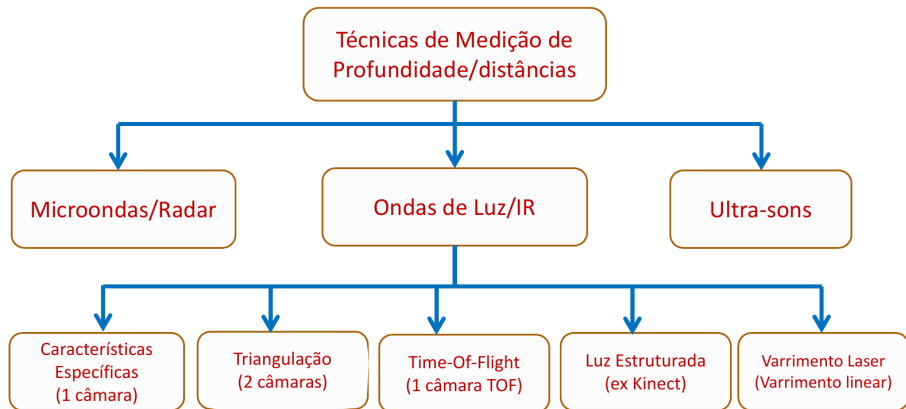 Técnicas de Medição de
Profundidade/distâncias
Microondas/Radar
Ondas de Luz/IR
Ultra-sons
Características
Específicas
(1 câmara)
Triangulação
(2 câmaras)
Time-Of-Flight
(1 câmara TOF)
Luz Estruturada
(ex Kinect)
Varrimento Laser
(Varrimento linear)